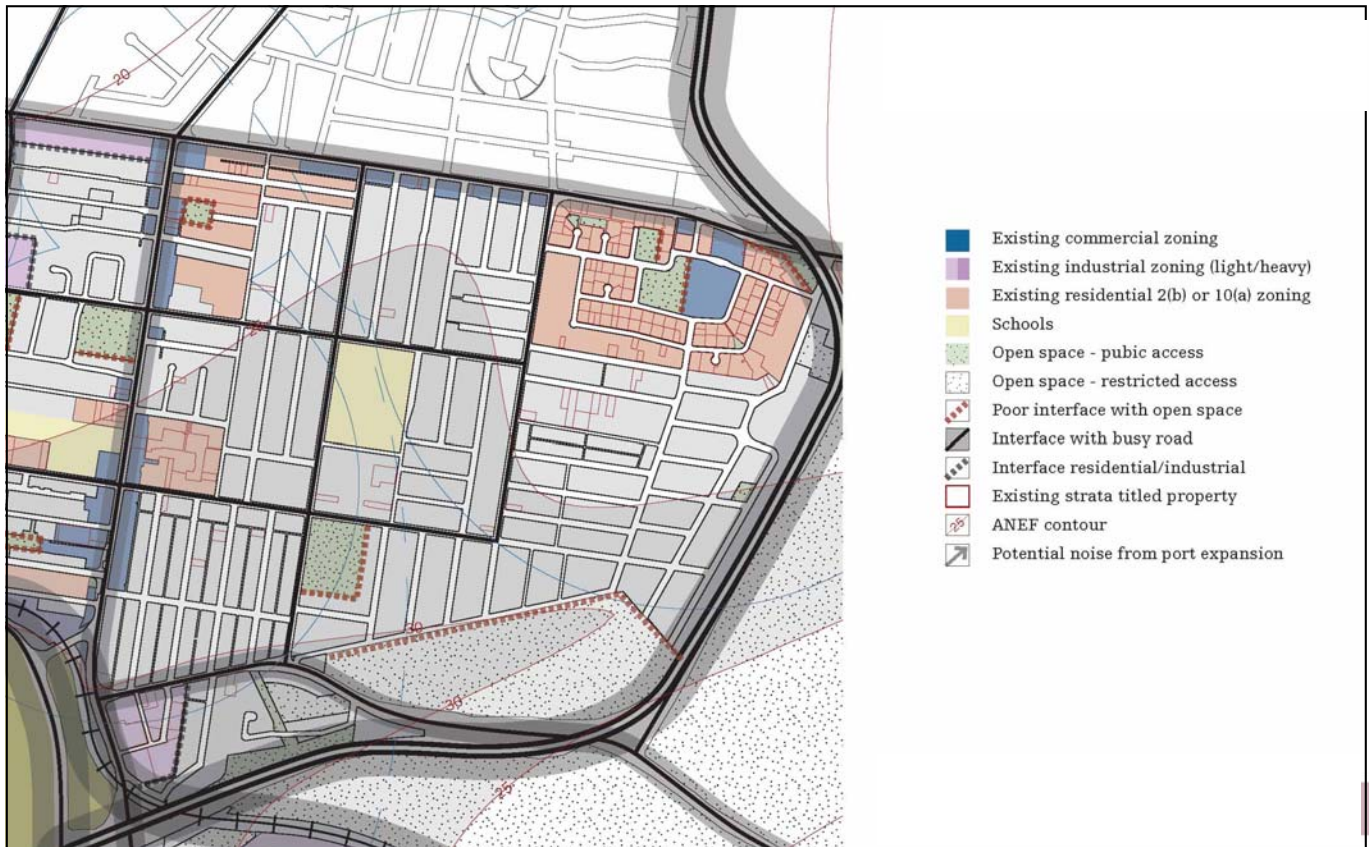 20
25
30
30
25
Existing commercial zoning
Existing industrial zoning (light/heavy)
Existing residential 2(b) or 10(a) zoning
Schools
Open space - pubic access
Open space - restricted access
Poor interface with open space
Interface with busy road
Interface residential/industrial
Existing strata titled property
25
ANEF contour
Potential noise from port expansion